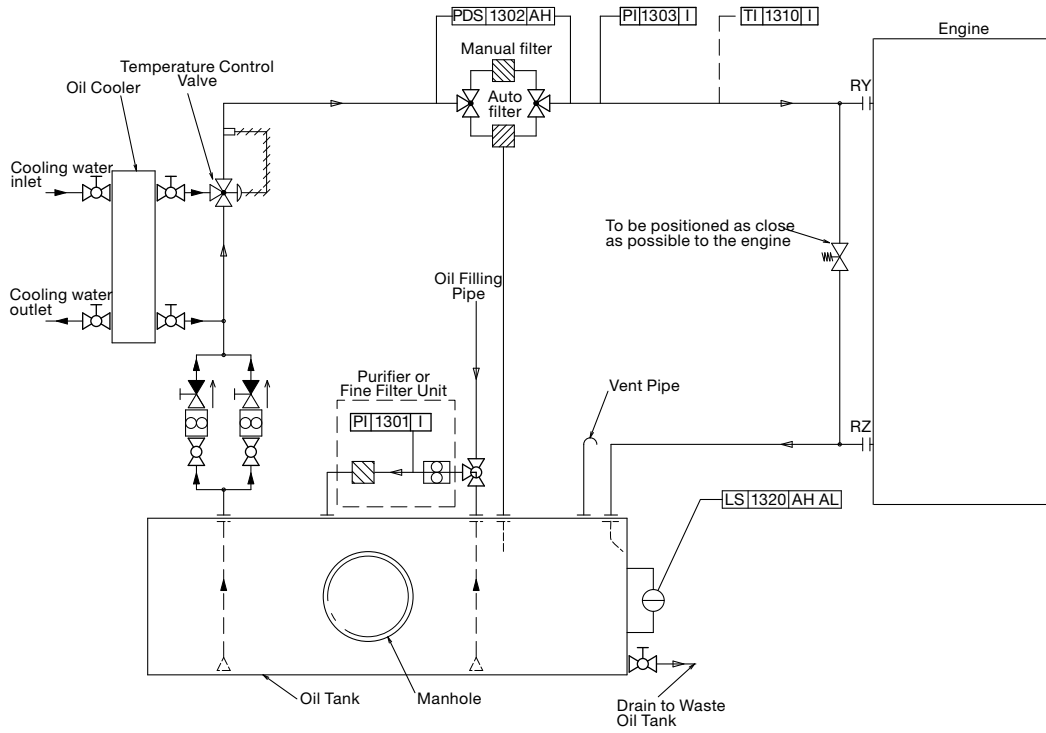 PDS 1302 AH
PI 1303 I
TI 1310 I
Engine
Manual filter
Temperature Control
Valve
Oil Cooler
Auto
filter
RY
Cooling water
inlet
To be positioned as close
as possible to the engine
Oil Filling
Pipe
Cooling water
outlet
Purifier or
Fine Filter Unit
Vent Pipe
PI 1301 I
RZ
LS 1320 AH AL
Oil Tank
Manhole
Drain to Waste
Oil Tank